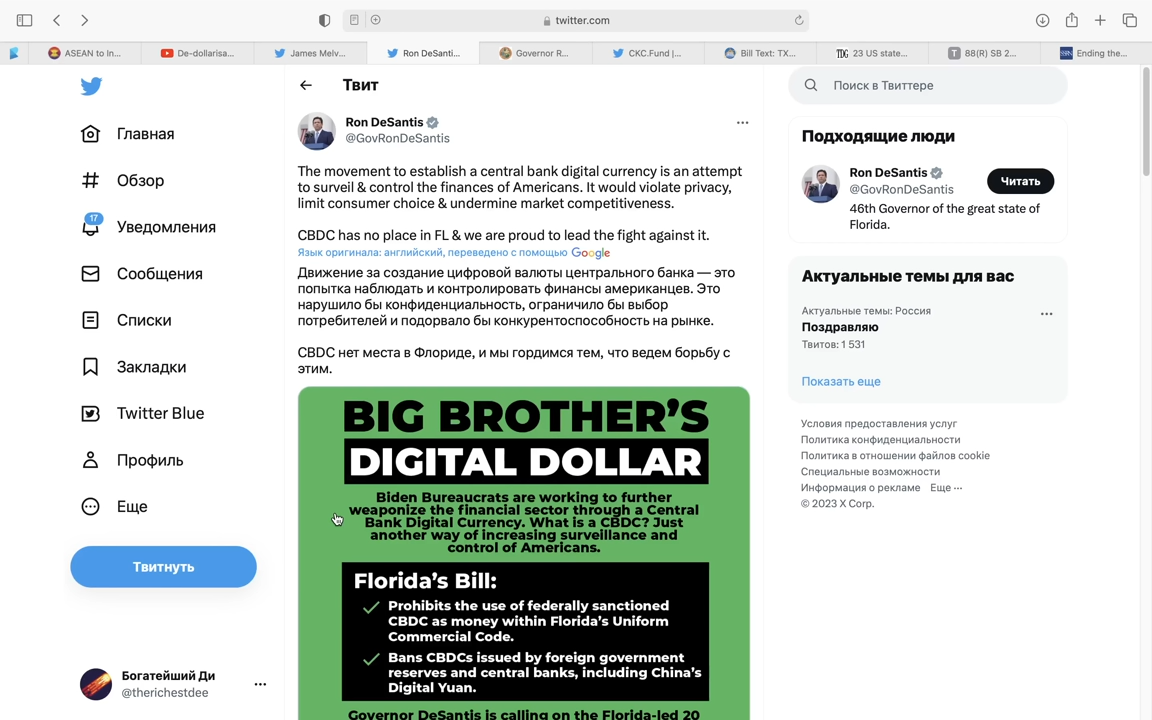 twitter.com
ASEAN to In...
De-dollarisa...
James Melv...
Ron DeSanti...
Governor R...
CKC.Fund |...
Bill Text: TX...
TDG 23 US state...
T 88(R) SB 2...
Ending the...
Главная
Обзор
17
Уведомления
Сообщения
Списки
Закладки
Twitter Blue
Профиль
Еще
Твитнуть
Богатейший Ди
@therichestdee
Твит
Ron DeSantis
@GovRonDeSantis
The movement to establish a central bank digital currency is an attempt
to surveil & control the finances of Americans. It would violate privacy,
limit consumer choice & undermine market competitiveness.
CBDC has no place in FL & we are proud to lead the fight against it.
Язык оригинала: английский, переведено с помощью Google
Движение за создание цифровой валюты центрального банка — это
попытка наблюдать и контролировать финансы американцев. Это
нарушило бы конфиденциальность, ограничило бы выбор
потребителей и подорвало бы конкурентоспособность на рынке.
CBDC нет места в Флориде, и мы гордимся тем, что ведем борьбу с
этим.
BIG BROTHER'S
DIGITAL DOLLAR
Biden Bureaucrats are working to further
weaponize the financial sector through a Central
Bank Digital Currency. What is a CBDC? Just
another way of increasing surveillance and
control of Americans.
Florida's Bill:
Prohibits the use of federally sanctioned
CBDC as money within Florida's Uniform
Commercial Code.
Bans CBDCs issued by foreign government
reserves and central banks, including China's
Digital Yuan.
Governor DeSantis is calling on the Florida-led 20
Поиск в Твиттере
Подходящие люди
Ron DeSantis
@GovRonDeSantis
Читать
46th Governor of the great state of
Florida.
Актуальные темы для вас
Актуальные темы: Россия
Поздравляю
Твитов: 1 531
Показать еще
Условия предоставления услуг
Политика конфиденциальности
Политика в отношении файлов cookie
Специальные возможности
Информация о рекламе Еще ···
© 2023 X Corp.